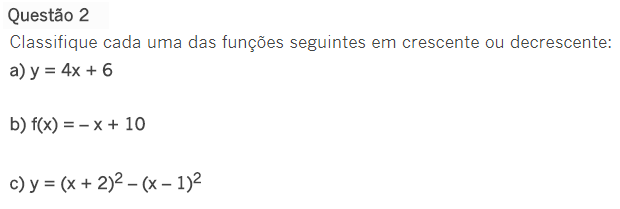 Questão 2
Classifique cada uma das funções seguintes em crescente ou decrescente:
a) y = 4x + 6
b) f(x) = – x + 10
c) y = (x + 2)² – (x – 1)²